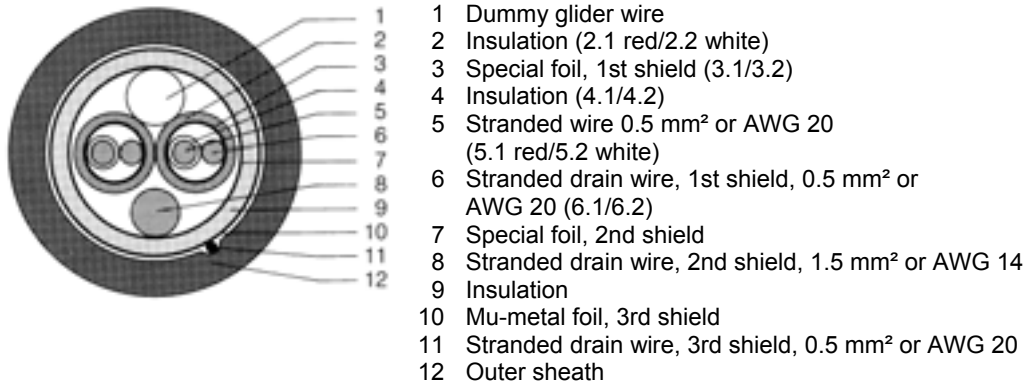 1
2
3
4
5
6
7
8
9
10
11
12
1 Dummy glider wire
2 Insulation (2.1 red/2.2 white)
3 Special foil, 1st shield (3.1/3.2)
4 Insulation (4.1/4.2)
5 Stranded wire 0.5 mm² or AWG 20
(5.1 red/5.2 white)
6 Stranded drain wire, 1st shield, 0.5 mm² or
AWG 20 (6.1/6.2)
7 Special foil, 2nd shield
8 Stranded drain wire, 2nd shield, 1.5 mm² or AWG 14
9 Insulation
10 Mu-metal foil, 3rd shield
11 Stranded drain wire, 3rd shield, 0.5 mm² or AWG 20
12 Outer sheath